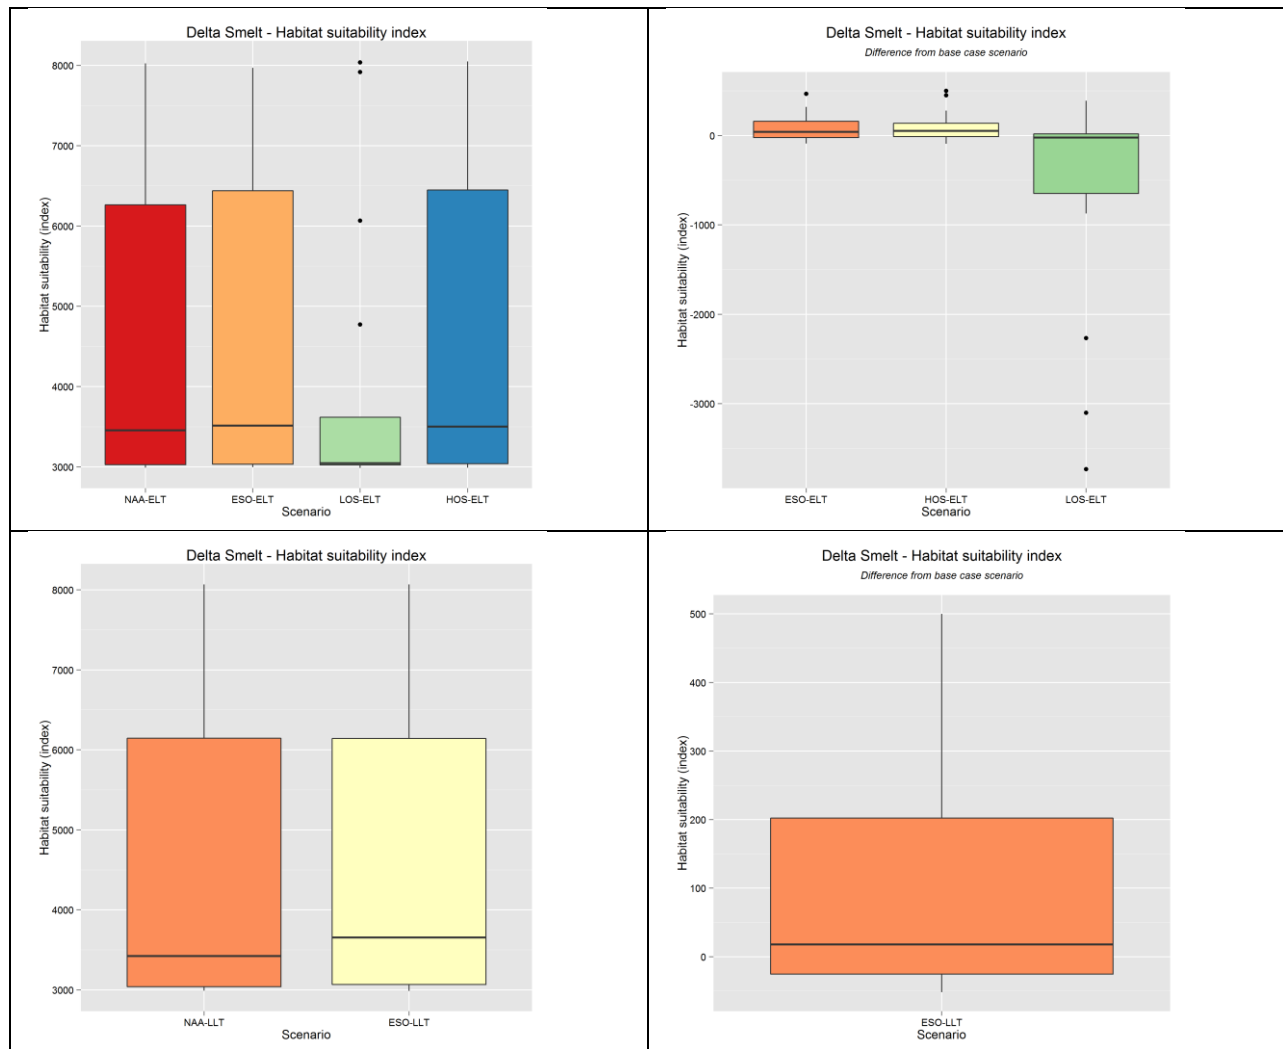 Delta Smelt - Habitat suitability index
8000
7000
6000
5000
4000
3000
Habitat suitability (index)
NAA-ELT ESO-ELT LOS-ELT HOS-ELT
Scenario
Delta Smelt - Habitat suitability index
Difference from base case scenario
0
-1000
-2000
-3000
Habitat suitability (index)
ESO-ELT HOS-ELT LOS-ELT
Scenario
Delta Smelt - Habitat suitability index
8000
7000
6000
5000
4000
3000
Habitat suitability (index)
NAA-LLT ESO-LLT
Scenario
Delta Smelt - Habitat suitability index
Difference from base case scenario
500
400
300
200
100
0
Habitat suitability (index)
ESO-LLT
Scenario